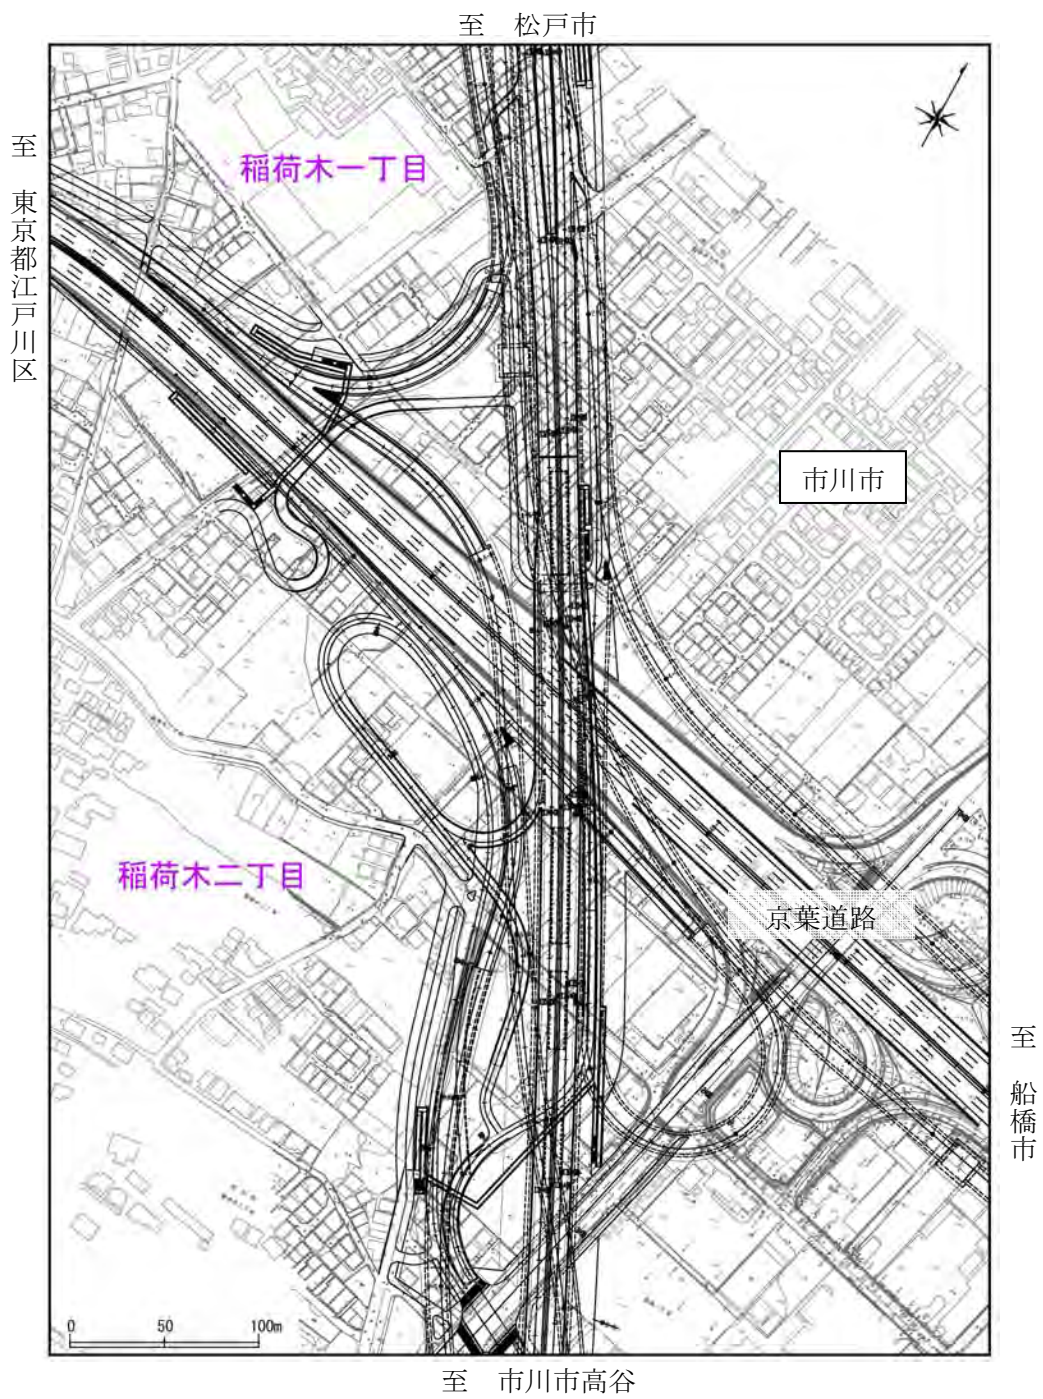 至 松戸市
稲荷木一丁目
至 東京都江戸川区
市川市
稲荷木二丁目
京葉道路
至 船橋市
0 50 100m
至 市川市高谷